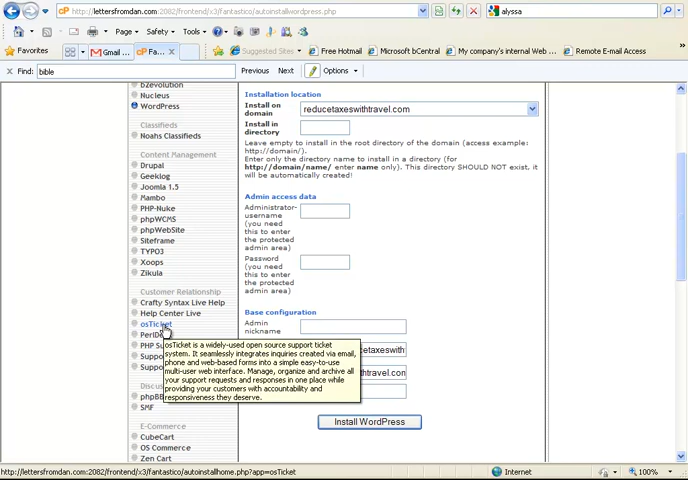 http://lettersfromdan.com:2082/frontend/x3/fantastico/autoinstallwordpress.php
alyssa
Page
Safety
Tools
Favorites
Gmail ...
Fa...
Suggested Sites
Free Hotmail
Microsoft bCentral
My company's internal Web ...
Remote E-mail Access
Find: bible
Previous
Next
Options
b2evolution
Nucleus
WordPress
Classifieds
Noahs Classifieds
Content Management
Drupal
Geeklog
Joomla 1.5
Mambo
PHP-Nuke
phpWCMS
phpWebSite
Siteframe
TYPO3
Xoops
Zikula
Customer Relationship
Crafty Syntax Live Help
Help Center Live
osTicket
PHP
E-Commerce
CubeCart
OS Commerce
Zen Cart
SMF
Installation location
Install on domain
reducetaxeswithtravel.com
Install in directory
Leave empty to install in the root directory of the domain (access example: http://domain/).
Enter only the directory name to install in a directory (for
http://domain/name/ enter name only). This directory SHOULD NOT exist, it
will be automatically created!
Admin access data
Administrator-
username
(you need
this to enter
the protected
admin area)
Password
(you need
this to enter
the protected
admin area)
Base configuration
Admin
nickname
osTicket is a widely-used open source support ticket
system. It seamlessly integrates inquiries created via email,
phone and web-based forms into a simple easy-to-use
multi-user web interface. Manage, organize and archive all
your support requests and responses in one place while
providing your customers with accountability and
responsiveness they deserve.
Install WordPress
http://lettersfromdan.com:2082/frontend/x3/fantastico/autoinstallhome.php?app=osTicket
Internet
100%